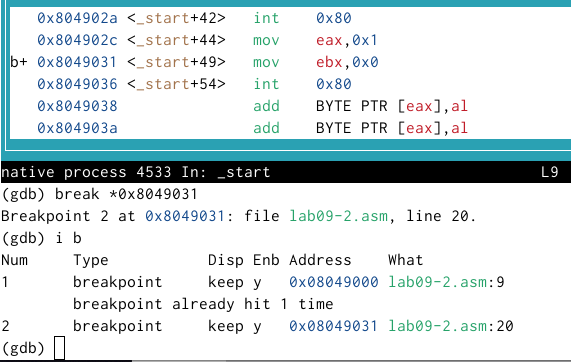 0x804902a <_start+42>   int    0x80
0x804902c <_start+44>   mov    eax,0x1
b+ 0x8049031 <_start+49>   mov    ebx,0x0
0x8049036 <_start+54>   int    0x80
0x8049038               add    BYTE PTR [eax],al
0x804903a               add    BYTE PTR [eax],al
native process 4533 In: _start                                L9
(gdb) break *0x8049031
Breakpoint 2 at 0x8049031: file lab09-2.asm, line 20.
(gdb) i b
Num     Type           Disp Enb Address    What
1       breakpoint     keep y   0x08049000 lab09-2.asm:9
        breakpoint already hit 1 time
2       breakpoint     keep y   0x08049031 lab09-2.asm:20
(gdb)